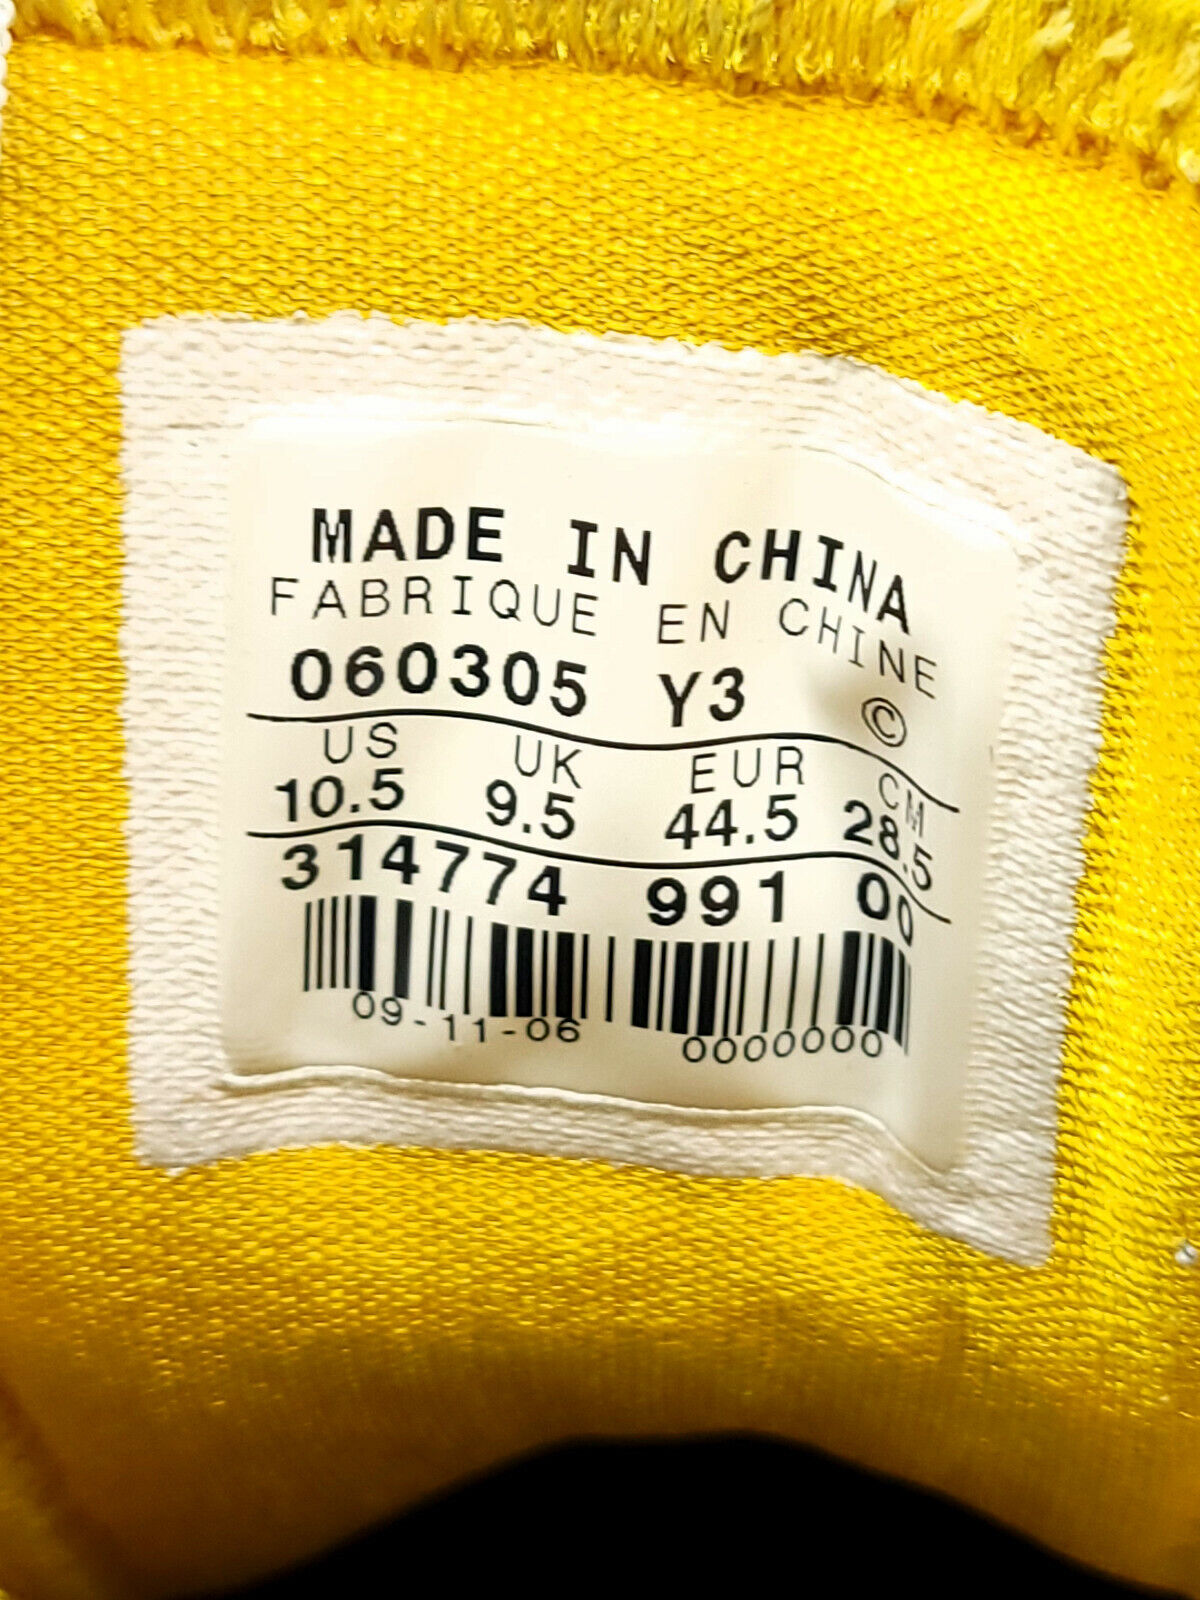 MADE IN CHINA
FABRIQUE EN CHINE
060305 Y3 ©
US UK EUR CM
10.5 9.5 44.5 28.5
314774 991 00
09-11-06 0000000